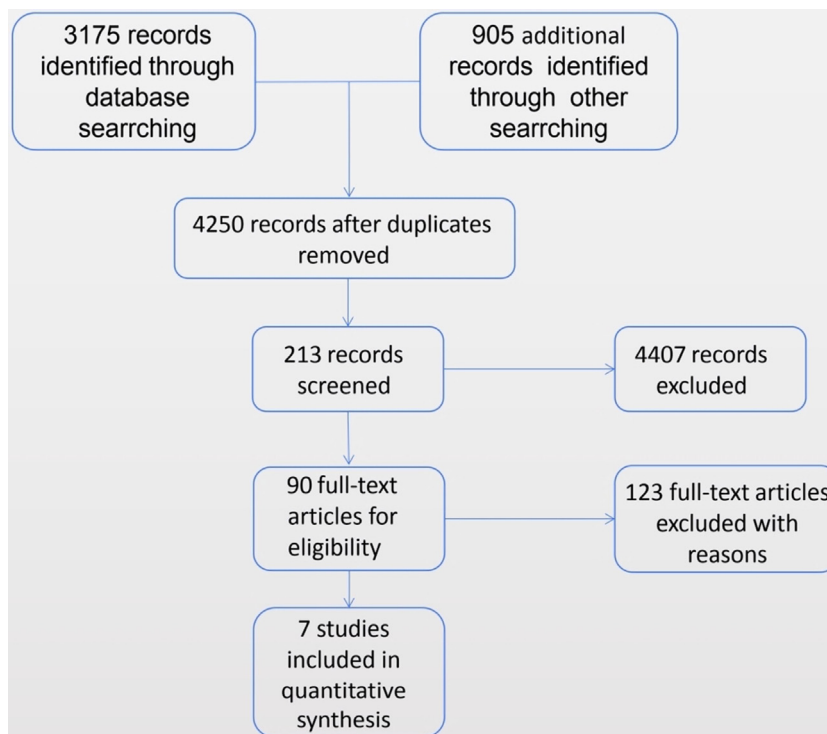 3175 records
identified through
database
searrching
905 additional
records identified
through other
searrching
4250 records after duplicates
removed
213 records
screened
4407 records
excluded
90 full-text
articles for
eligibility
123 full-text articles
excluded with
reasons
7 studies
included in
quantitative
synthesis